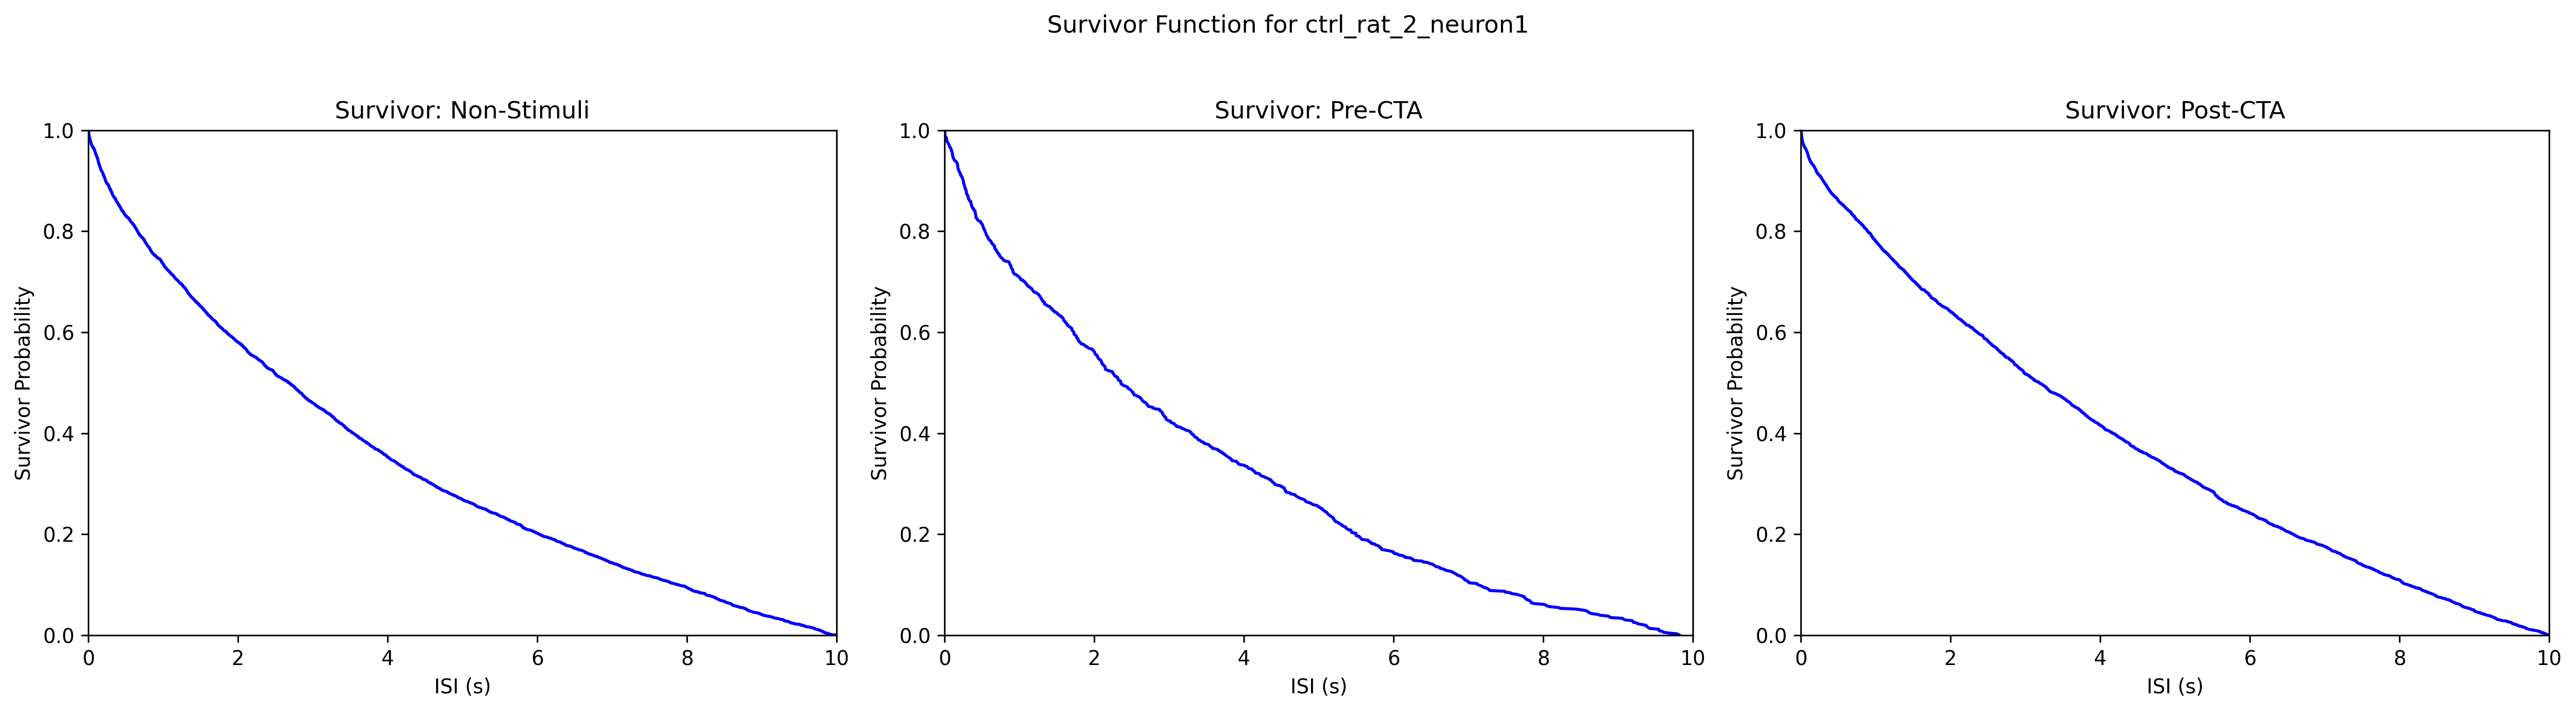 Survivor Function for ctrl_rat_2_neuron1
Survivor: Non-Stimuli
1.0
0.8
0.6
0.4
0.2
0.0
Survivor Probability
0 2 4 6 8 10
ISI (s)
Survivor: Pre-CTA
1.0
0.8
0.6
0.4
0.2
0.0
Survivor Probability
0 2 4 6 8 10
ISI (s)
Survivor: Post-CTA
1.0
0.8
0.6
0.4
0.2
0.0
Survivor Probability
0 2 4 6 8 10
ISI (s)